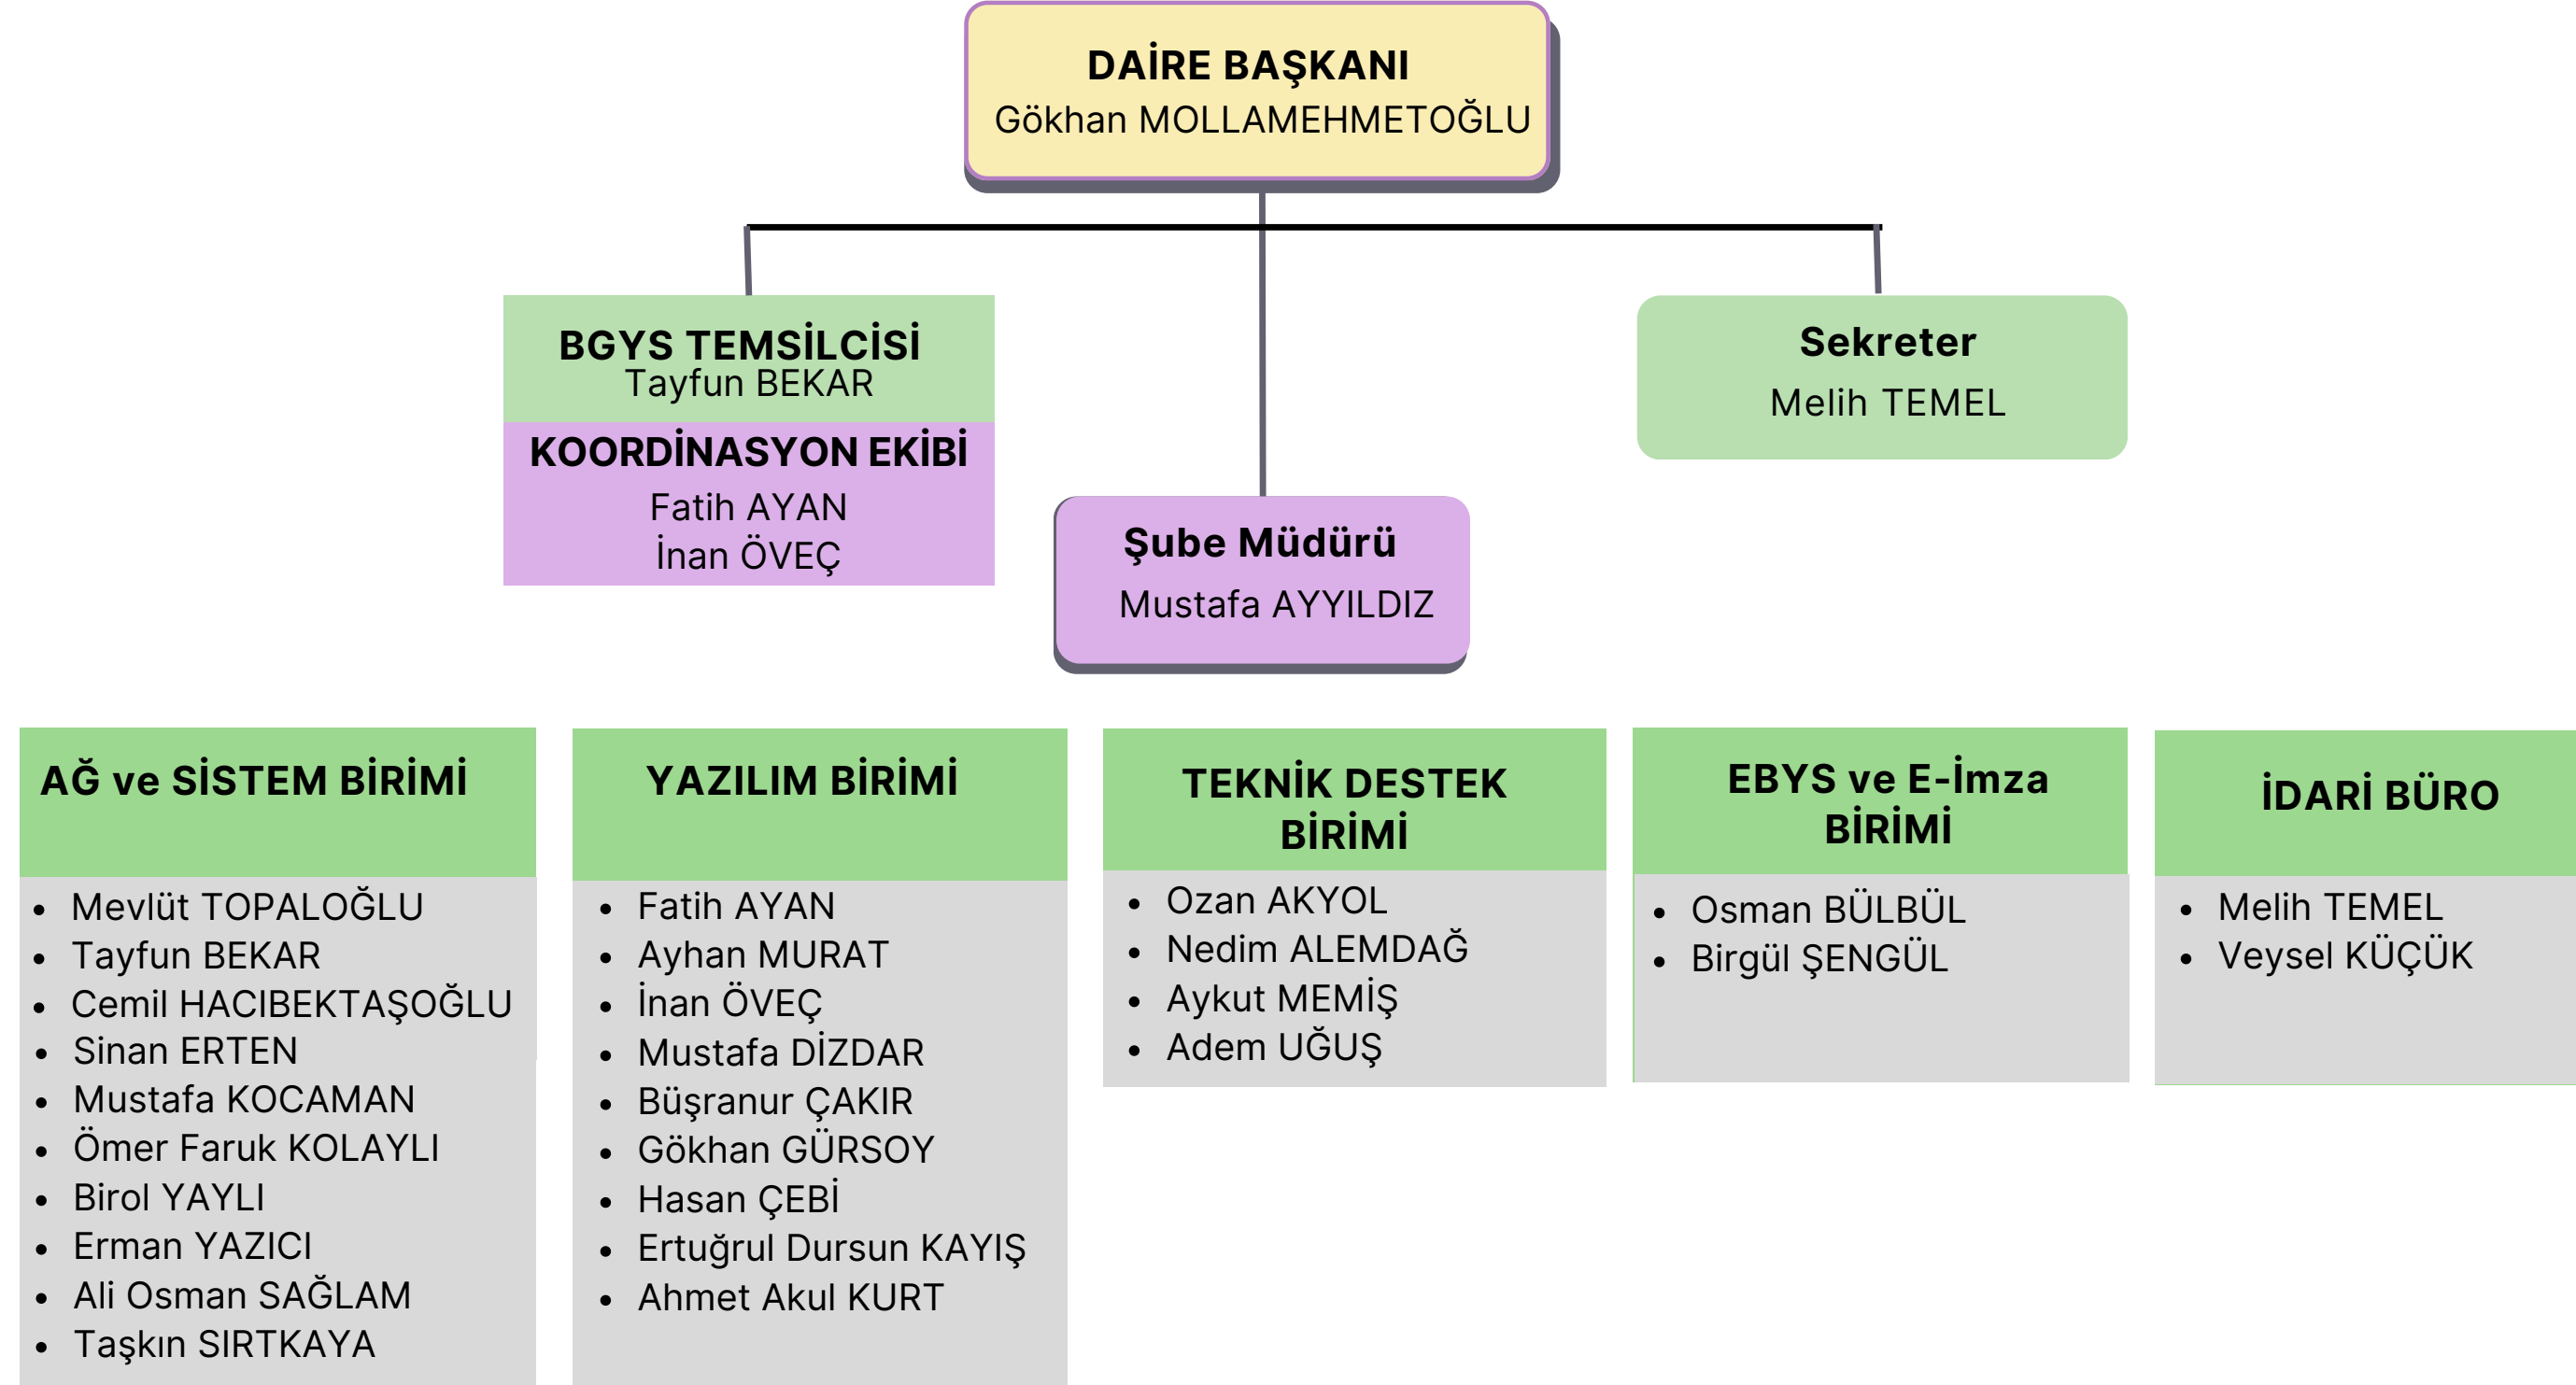 DAİRE BAŞKANI
Gökhan MOLLAMEHMETOĞLU
BGYS TEMSİLCİSİ
Tayfun BEKAR
KOORDİNASYON EKİBİ
Fatih AYAN
İnan ÖVEÇ
Sekreter
Melih TEMEL
Şube Müdürü
Mustafa AYYILDIZ
AĞ ve SİSTEM BİRİMİ
• Mevlüt TOPALOĞLU
• Tayfun BEKAR
• Cemil HACIBEKTAŞOĞLU
• Sinan ERTEN
• Mustafa KOCAMAN
• Ömer Faruk KOLAYLI
• Birol YAYLI
• Erman YAZICI
• Ali Osman SAĞLAM
• Taşkın SIRTKAYA
YAZILIM BİRİMİ
• Fatih AYAN
• Ayhan MURAT
• İnan ÖVEÇ
• Mustafa DİZDAR
• Büşranur ÇAKIR
• Gökhan GÜRSOY
• Hasan ÇEBİ
• Ertuğrul Dursun KAYIŞ
• Ahmet Akul KURT
TEKNİK DESTEK
BİRİMİ
• Ozan AKYOL
• Nedim ALEMDAĞ
• Aykut MEMİŞ
• Adem UĞUŞ
EBYS ve E-İmza
BİRİMİ
• Osman BÜLBÜL
• Birgül ŞENGÜL
İDARİ BÜRO
• Melih TEMEL
• Veysel KÜÇÜK